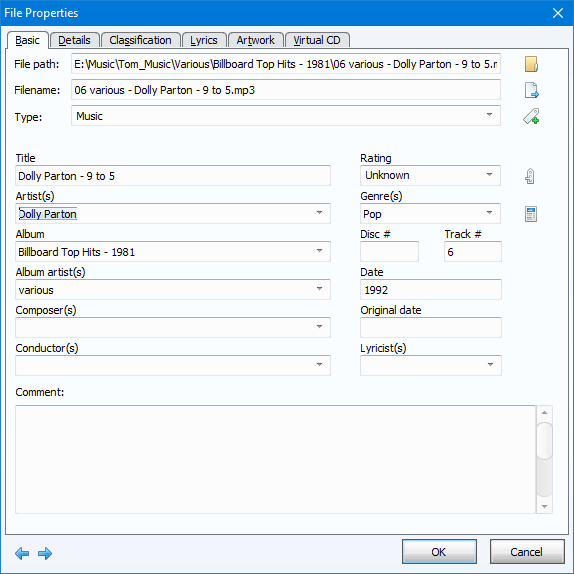 File Properties
Basic Details Classification Lyrics Artwork Virtual CD
File path: E:\Music\Tom_Music\Various\Billboard Top Hits - 1981\06 various - Dolly Parton - 9 to 5.m
Filename: 06 various - Dolly Parton - 9 to 5.mp3
Type: Music
Title Rating
Dolly Parton - 9 to 5 Unknown
Artist(s) Genre(s)
Dolly Parton Pop
Album Disc # Track #
Billboard Top Hits - 1981 6
Album artist(s) Date
various 1992
Composer(s) Original date
Conductor(s) Lyricist(s)
Comment:
OK Cancel